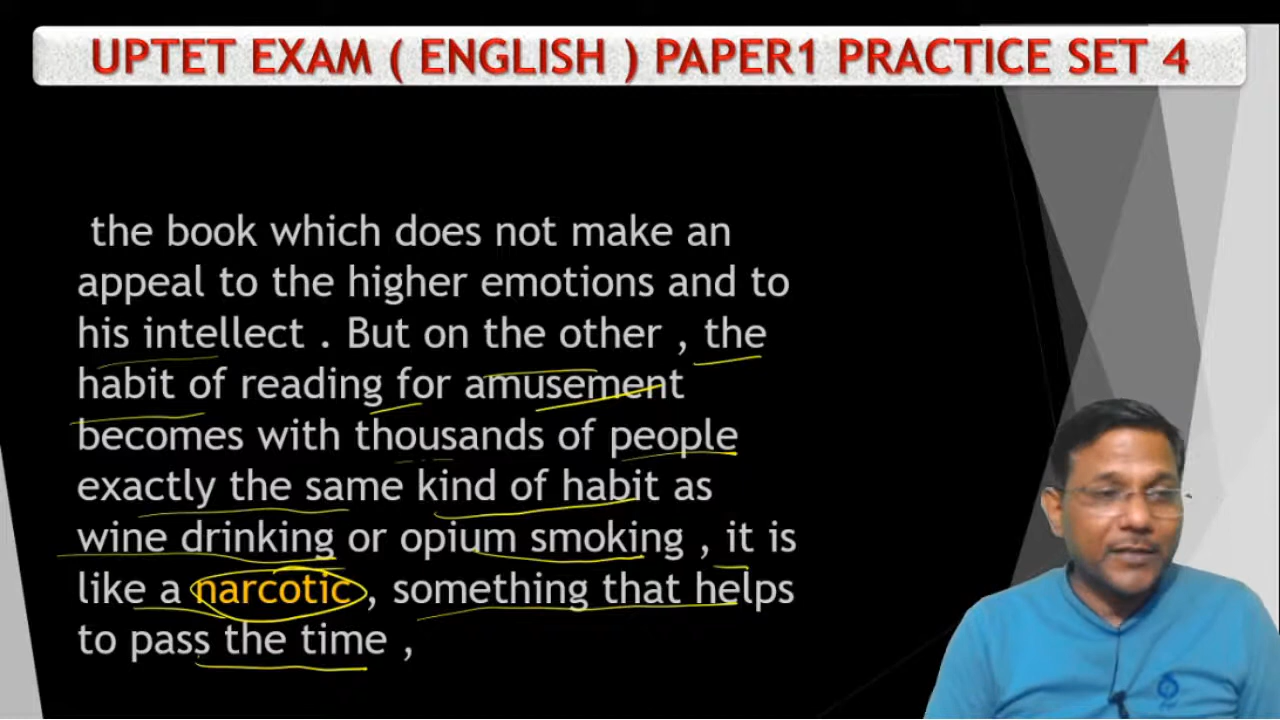 UPTET EXAM ( ENGLISH ) PAPER1 PRACTICE SET 4
the book which does not make an
appeal to the higher emotions and to
his intellect . But on the other , the
habit of reading for amusement
becomes with thousands of people
exactly the same kind of habit as
wine drinking or opium smoking , it is
like a narcotic , something that helps
to pass the time ,